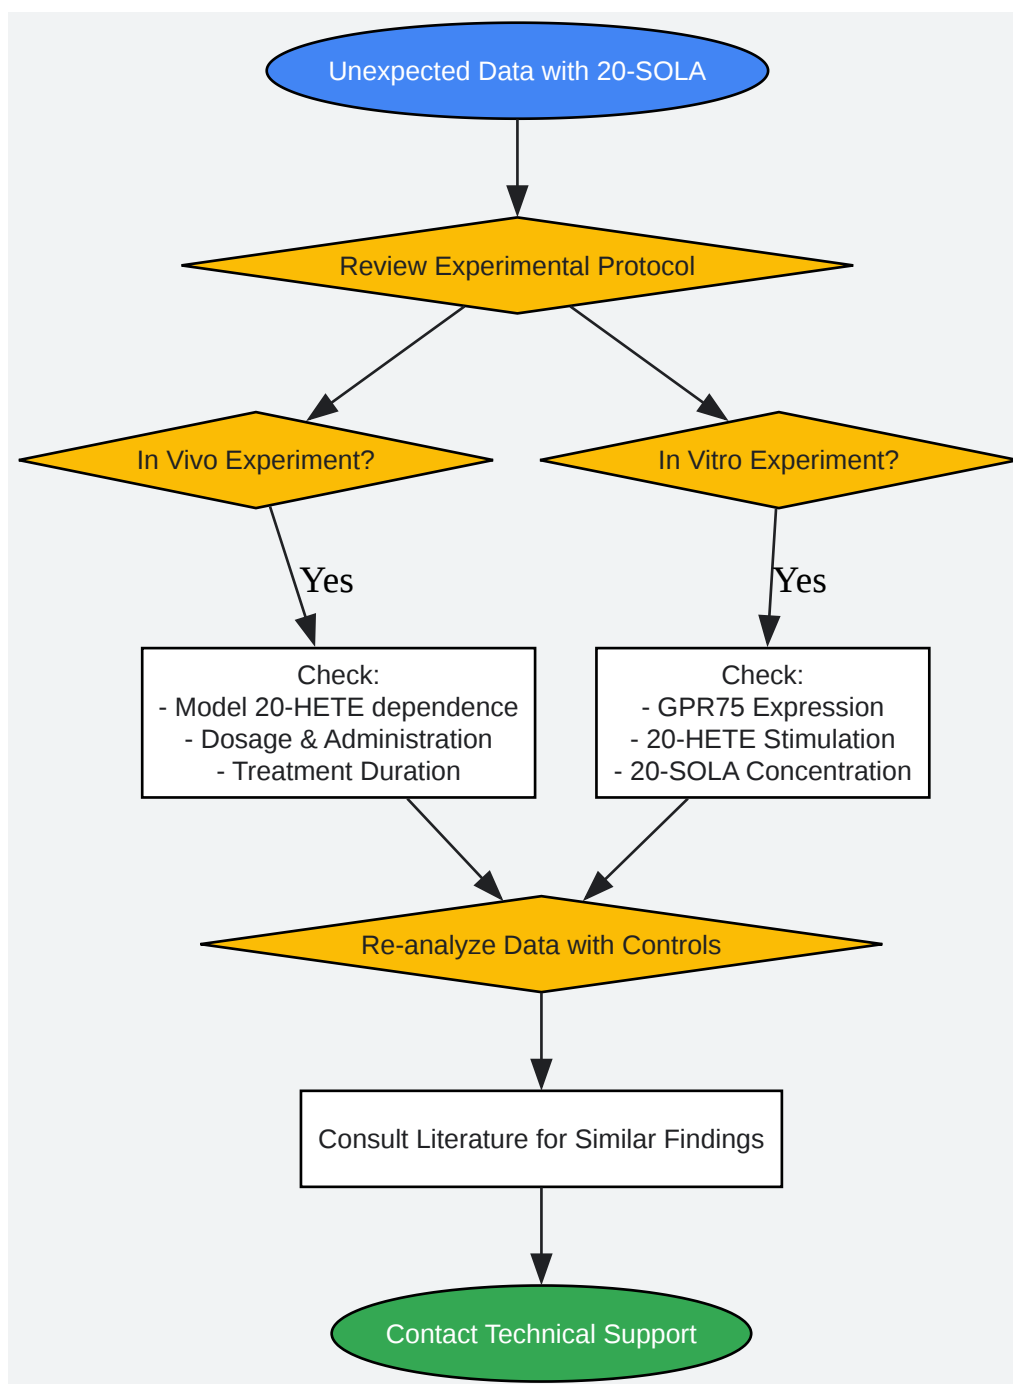 Unexpected Data with 20-SOLA
Review Experimental Protocol
In Vivo Experiment?
In Vitro Experiment?
Yes
Yes
Check:
- Model 20-HETE dependence
- Dosage & Administration
- Treatment Duration
Check:
- GPR75 Expression
- 20-HETE Stimulation
- 20-SOLA Concentration
Re-analyze Data with Controls
Consult Literature for Similar Findings
Contact Technical Support